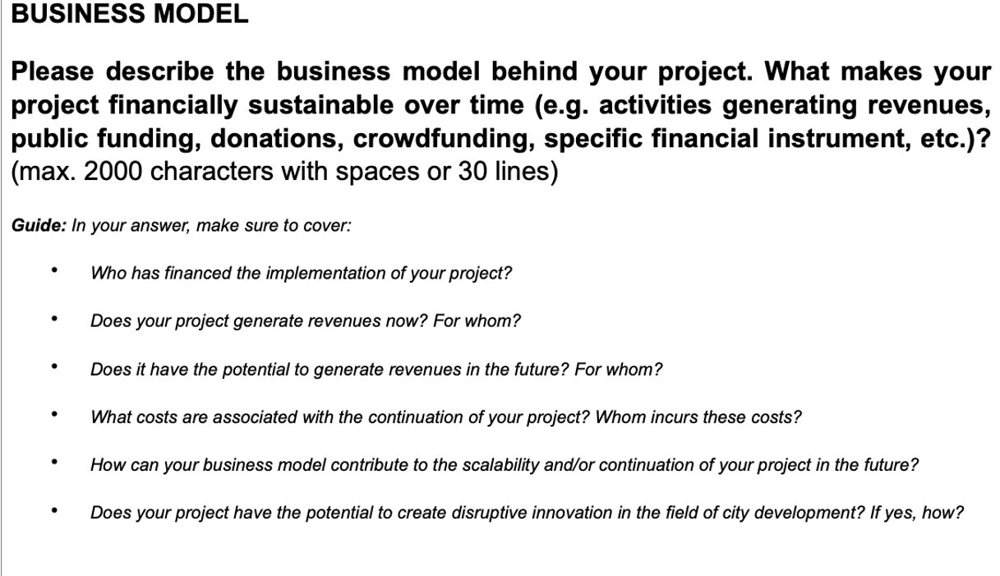 BUSINESS MODEL
Please describe the business model behind your project. What makes your
project financially sustainable over time (e.g. activities generating revenues,
public funding, donations, crowdfunding, specific financial instrument, etc.)?
(max. 2000 characters with spaces or 30 lines)
Guide: In your answer, make sure to cover:
• Who has financed the implementation of your project?
• Does your project generate revenues now? For whom?
• Does it have the potential to generate revenues in the future? For whom?
• What costs are associated with the continuation of your project? Whom incurs these costs?
• How can your business model contribute to the scalability and/or continuation of your project in the future?
• Does your project have the potential to create disruptive innovation in the field of city development? If yes, how?